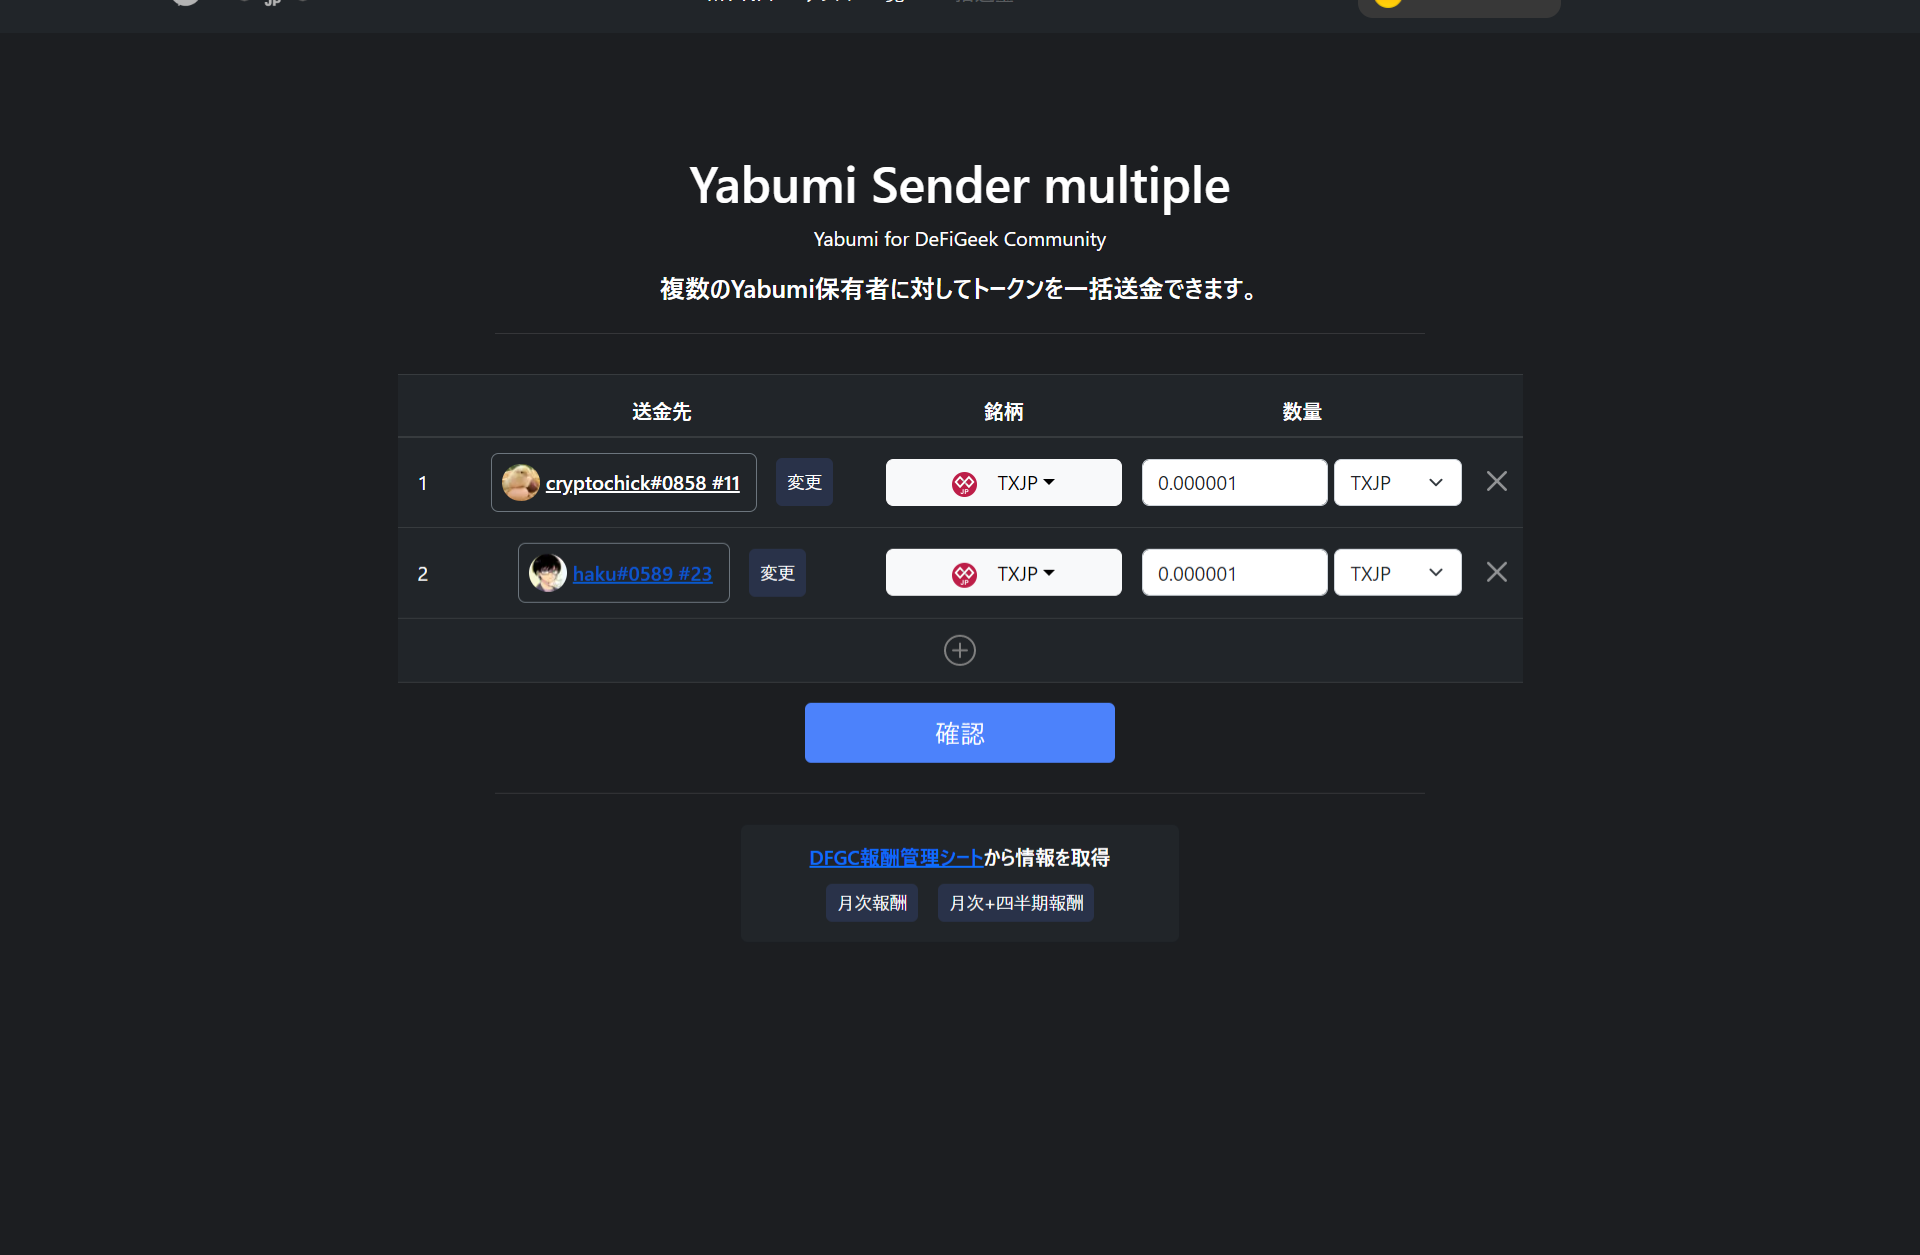 Yabumi Sender multiple
Yabumi for DeFiGeek Community
複数のYabumi保有者に対してトークンを一括送金できます。
送金先 銘柄 数量
1 cryptochick#0858 #11 変更 TXJP 0.000001 TXJP
2 haku#0589 #23 変更 TXJP 0.000001 TXJP
確認
DFGC報酬管理シートから情報を取得
月次報酬 月次+四半期報酬